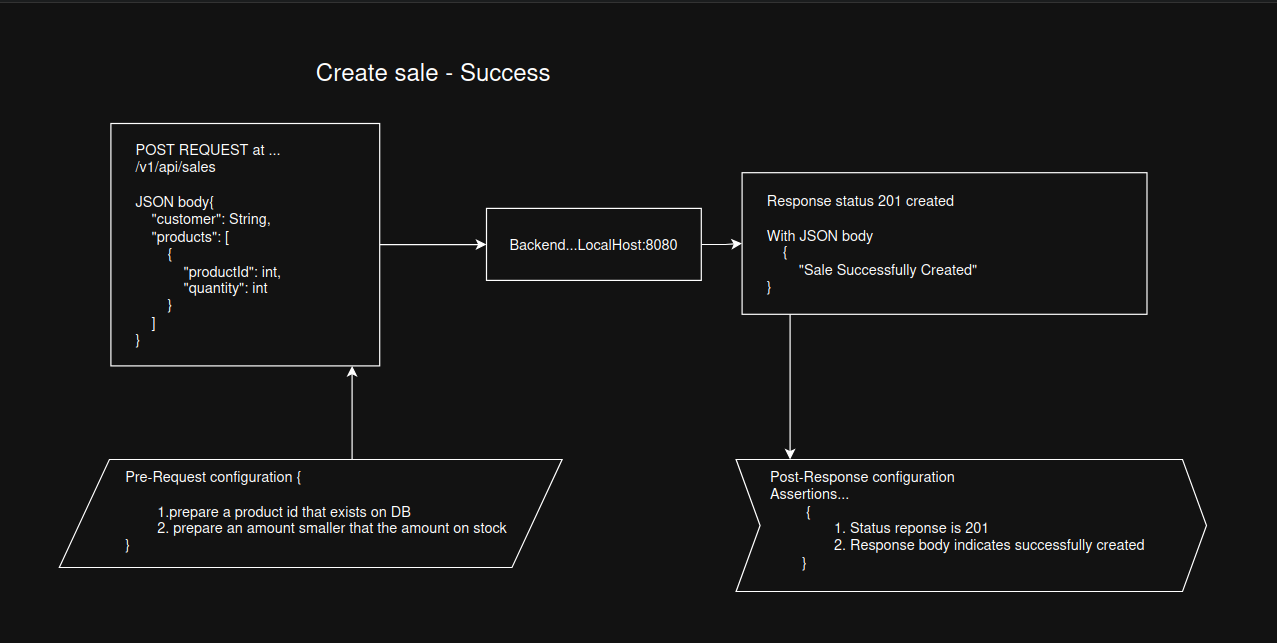 Create sale - Success
POST REQUEST at ...
/v1/api/sales
JSON body{
"customer": String,
"products": [
{
"productId": int,
"quantity": int
}
]
}
Backend...LocalHost:8080
Response status 201 created
With JSON body
{
"Sale Successfully Created"
}
Pre-Request configuration {
1.prepare a product id that exists on DB
2. prepare an amount smaller that the amount on stock
}
Post-Response configuration
Assertions...
{
1. Status reponse is 201
2. Response body indicates successfully created
}